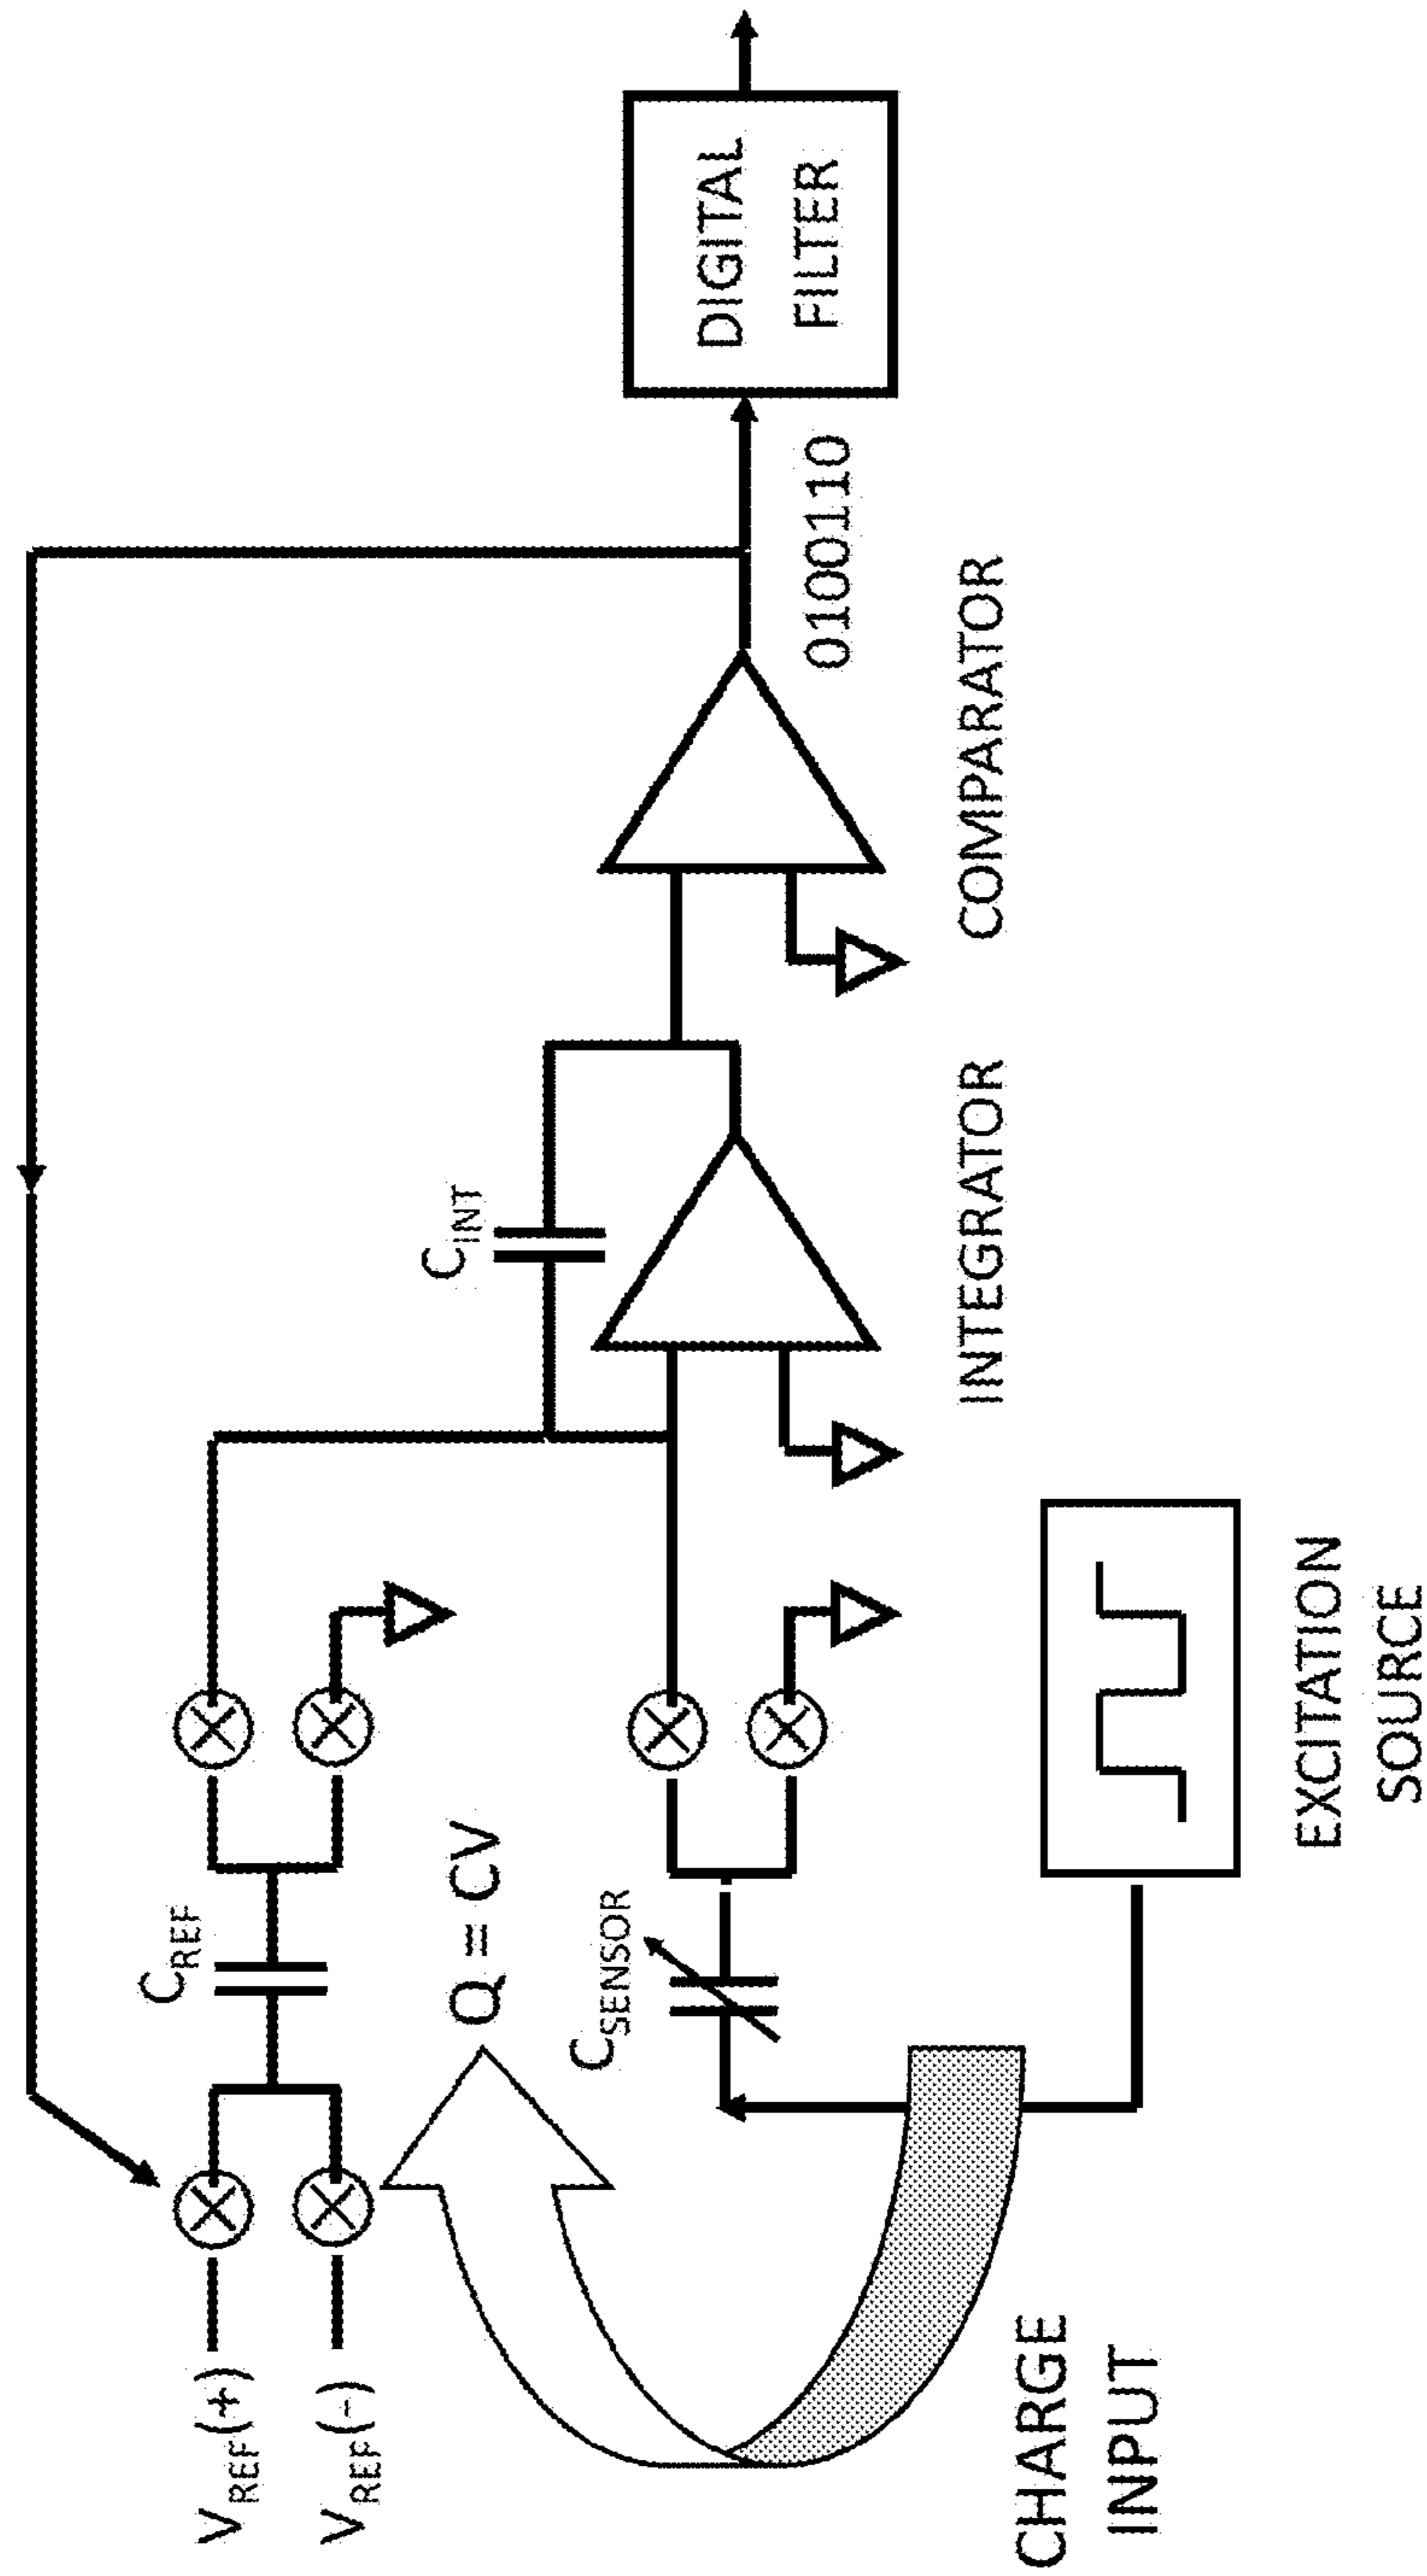 V_REF(+)
V_REF(-)
C_REF
Q = CV
C_SENSOR
CHARGE
INPUT
EXCITATION
SOURCE
C_INT
INTEGRATOR
COMPARATOR
0100110
DIGITAL
FILTER